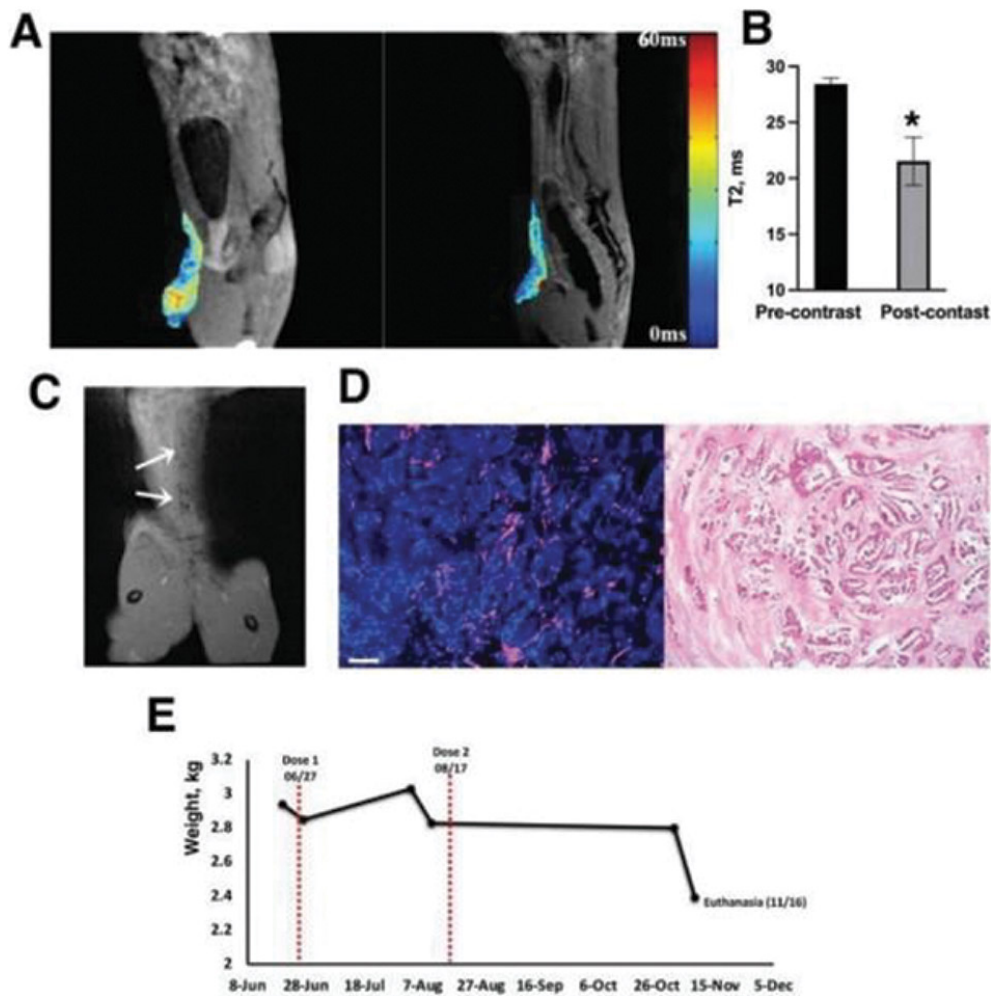 A
60ms
0ms
B
30
25
20
15
10
T2, ms
*
Pre-contrast Post-contast
C
D
E
Weight, kg
3.2
3
2.8
2.6
2.4
2.2
2
Dose 1
06/27
Dose 2
08/17
Euthanasia (11/16)
8-Jun 28-Jun 18-Jul 7-Aug 27-Aug 16-Sep 6-Oct 26-Oct 15-Nov 5-Dec